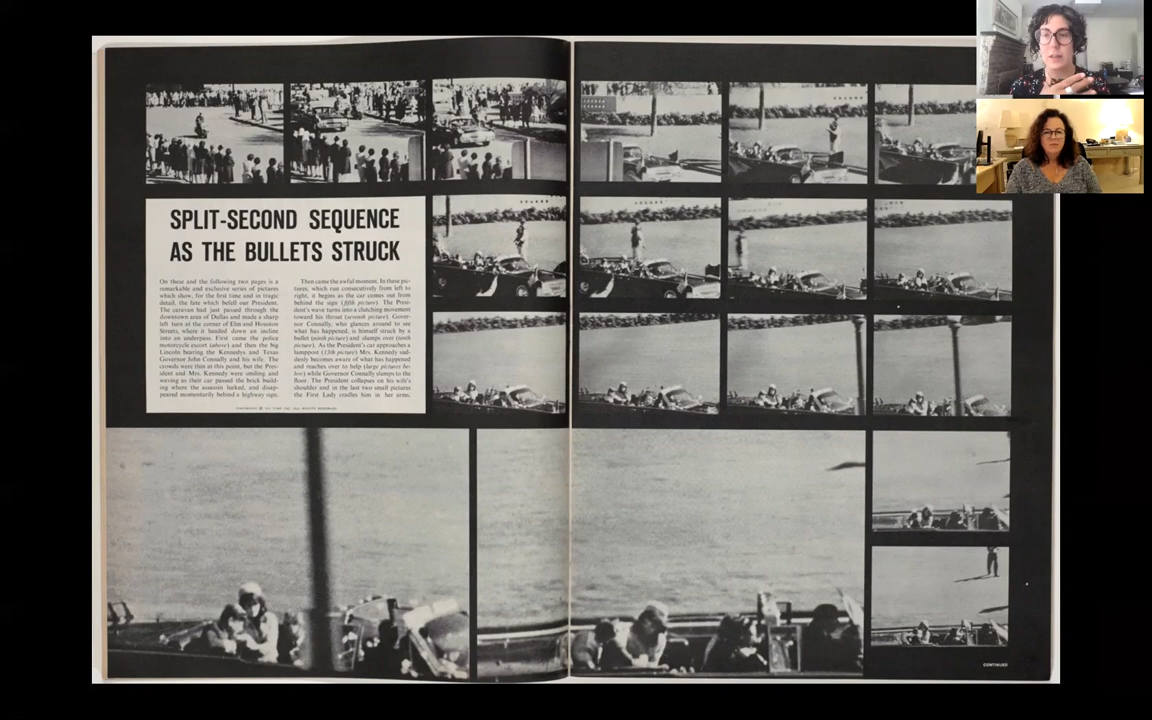 SPLIT-SECOND SEQUENCE
AS THE BULLETS STRUCK
On these and the following two pages is a
remarkable and exclusive series of pictures
which show, for the first time and in tragic
detail, the fate which befell our President.
The caravan had just passed through the
downtown area of Dallas and made a sharp
left turn at the corner of Elm and Houston
Streets, where it headed down an incline
into an underpass. First came the police
motorcycle escort (above) and then the big
Lincoln bearing the Kennedys and Texas
Governor John Connally and his wife. The
crowds were thin at this point, but the Pres-
ident and Mrs. Kennedy were smiling and
waving as their car passed the brick build-
ing where the assassin lurked, and disap-
peared momentarily behind a highway sign.
Then came the awful moment. In these pic-
tures, which run consecutively from left to
right, it begins as the car comes out from
behind the sign (fifth picture). The Presi-
dent's wave turns into a clutching movement
toward his throat (seventh picture). Gover-
nor Connally, who glances around to see
what has happened, is himself struck by a
bullet (ninth picture) and slumps over (tenth
picture). As the President's car approaches a
lamppost (13th picture) Mrs. Kennedy sud-
denly becomes aware of what has happened
and reaches over to help (large pictures be-
low) while Governor Connally slumps to the
floor. The President collapses on his wife's
shoulder and in the last two small pictures
the First Lady cradles him in her arms.
CONTINUED